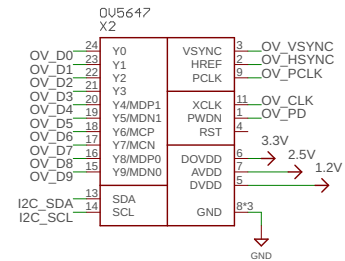 OV5647
X2
OV_D0 24 Y0 VSYNC 3 OV_VSYNC
OV_D1 23 Y1 HREF 2 OV_HSYNC
OV_D2 22 Y2 PCLK 9 OV_PCLK
OV_D3 21 Y3
OV_D4 20 Y4/MDP1 XCLK 11 OV_CLK
OV_D5 19 Y5/MDN1 PWDN 1 OV_PD
OV_D6 18 Y6/MCP RST 4
OV_D7 17 Y7/MCN 3.3V
OV_D8 16 Y8/MDP0 DOVDD 6 2.5V
OV_D9 15 Y9/MDN0 AVDD 7 1.2V
DVDD 5
I2C_SDA 13 SDA
I2C_SCL 14 SCL GND 8*3
GND